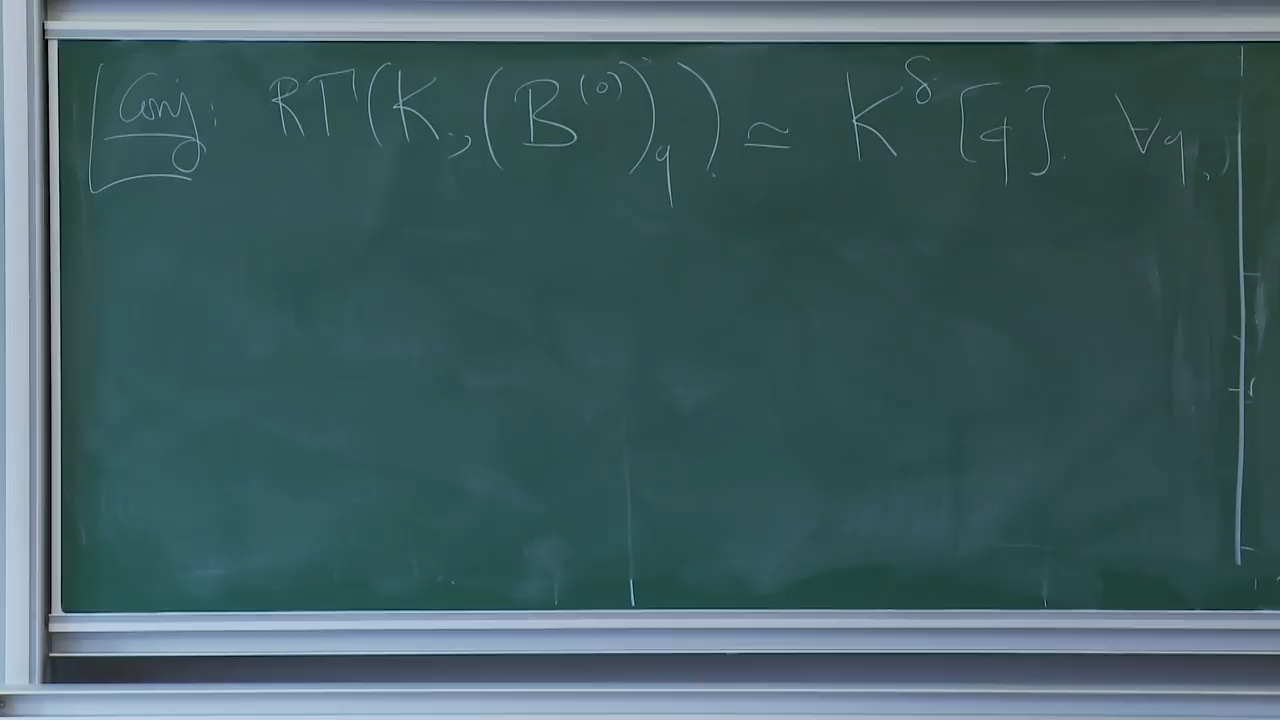 Conj: RΓ(K, (B^{(0)})_q) ≃ K^δ[q]. ∀q,